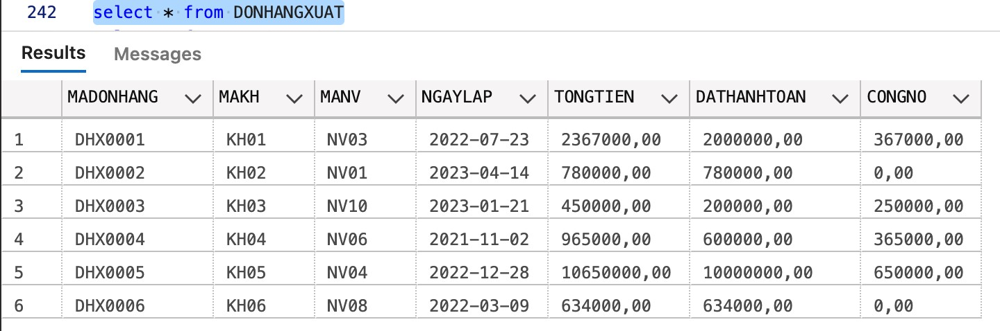 242 select * from DONHANGXUAT
Results Messages
MADONHANG MAKH MANV NGAYLAP TONGTIEN DATHANHTOAN CONGNO
1 DHX0001 KH01 NV03 2022-07-23 2367000,00 2000000,00 367000,00
2 DHX0002 KH02 NV01 2023-04-14 780000,00 780000,00 0,00
3 DHX0003 KH03 NV10 2023-01-21 450000,00 200000,00 250000,00
4 DHX0004 KH04 NV06 2021-11-02 965000,00 600000,00 365000,00
5 DHX0005 KH05 NV04 2022-12-28 10650000,00 10000000,00 650000,00
6 DHX0006 KH06 NV08 2022-03-09 634000,00 634000,00 0,00